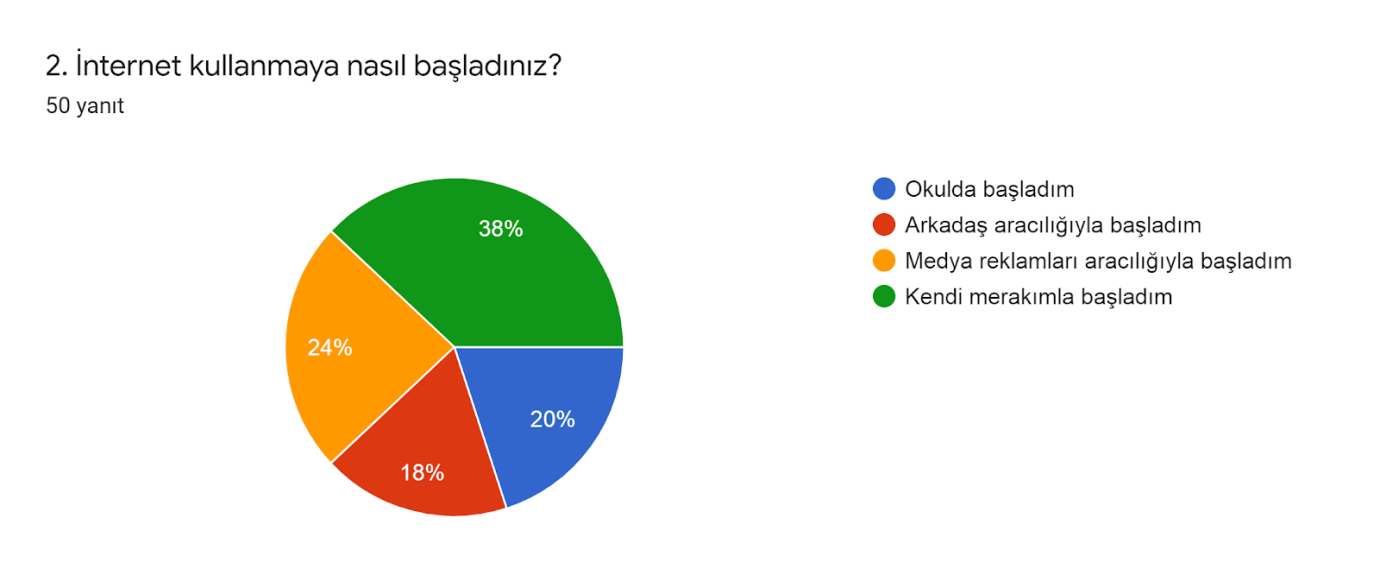 2. İnternet kullanmaya nasıl başladınız?
50 yanıt
38%
24%
20%
18%
Okulda başladım
Arkadaş aracılığıyla başladım
Medya reklamları aracılığıyla başladım
Kendi merakımla başladım